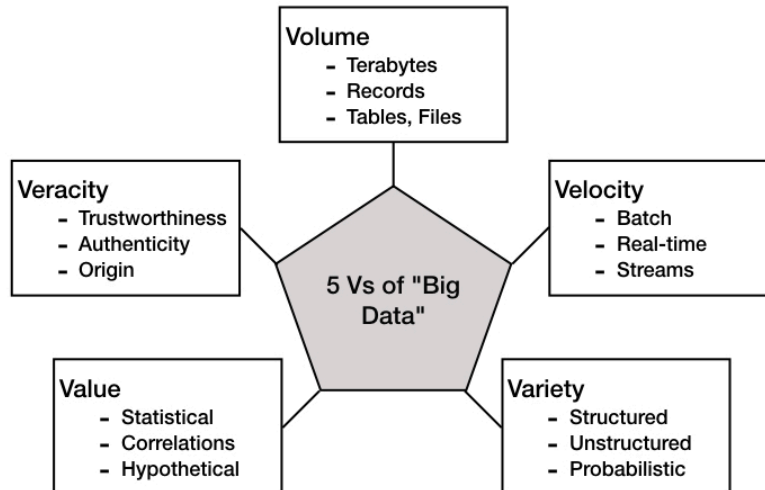 Volume
- Terabytes
- Records
- Tables, Files
Veracity
- Trustworthiness
- Authenticity
- Origin
Velocity
- Batch
- Real-time
- Streams
5 Vs of "Big
Data"
Value
- Statistical
- Correlations
- Hypothetical
Variety
- Structured
- Unstructured
- Probabilistic